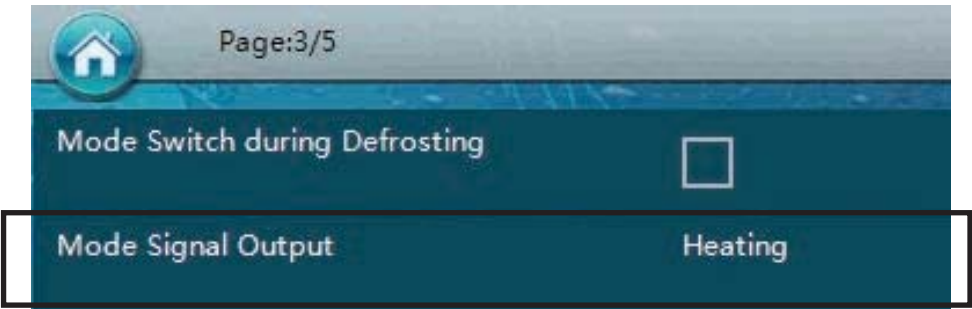 Page:3/5
Mode Switch during Defrosting
Mode Signal Output Heating